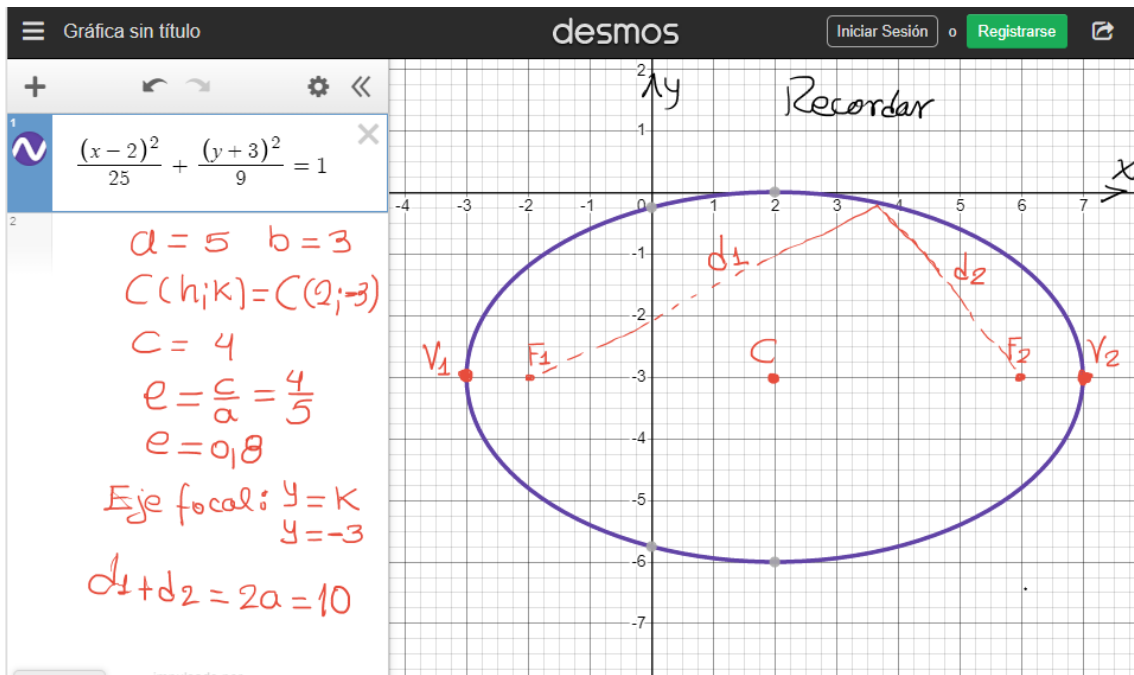 Gráfica sin título
desmos
Iniciar Sesión o Registrarse
1
(x − 2)² / 25 + (y + 3)² / 9 = 1
2
a = 5 b = 3
C(h;K) = C(2;-3)
C = 4
e = c/a = 4/5
e = 0,8
Eje focal: y = K
y = -3
d1 + d2 = 2a = 10
Recordar
y
x
2
1
-4 -3 -2 -1 0 1 2 3 4 5 6 7
-1
-2
-3
-4
-5
-6
-7
d1
d2
V1
F1
C
F2
V2